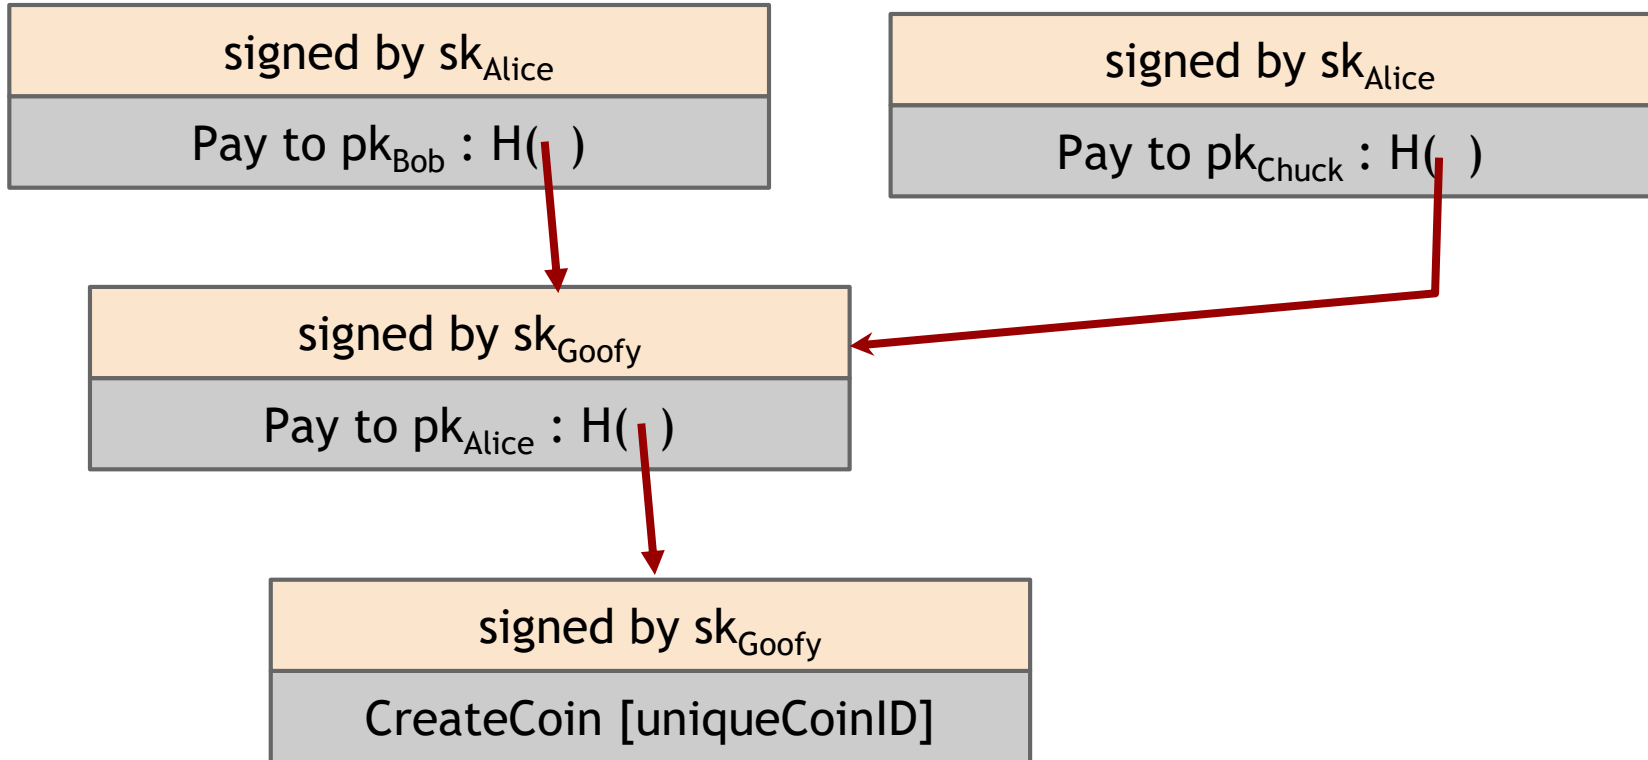 signed by skAlice
Pay to pkBob : H( )
signed by skAlice
Pay to pkChuck : H( )
signed by skGoofy
Pay to pkAlice : H( )
signed by skGoofy
CreateCoin [uniqueCoinID]